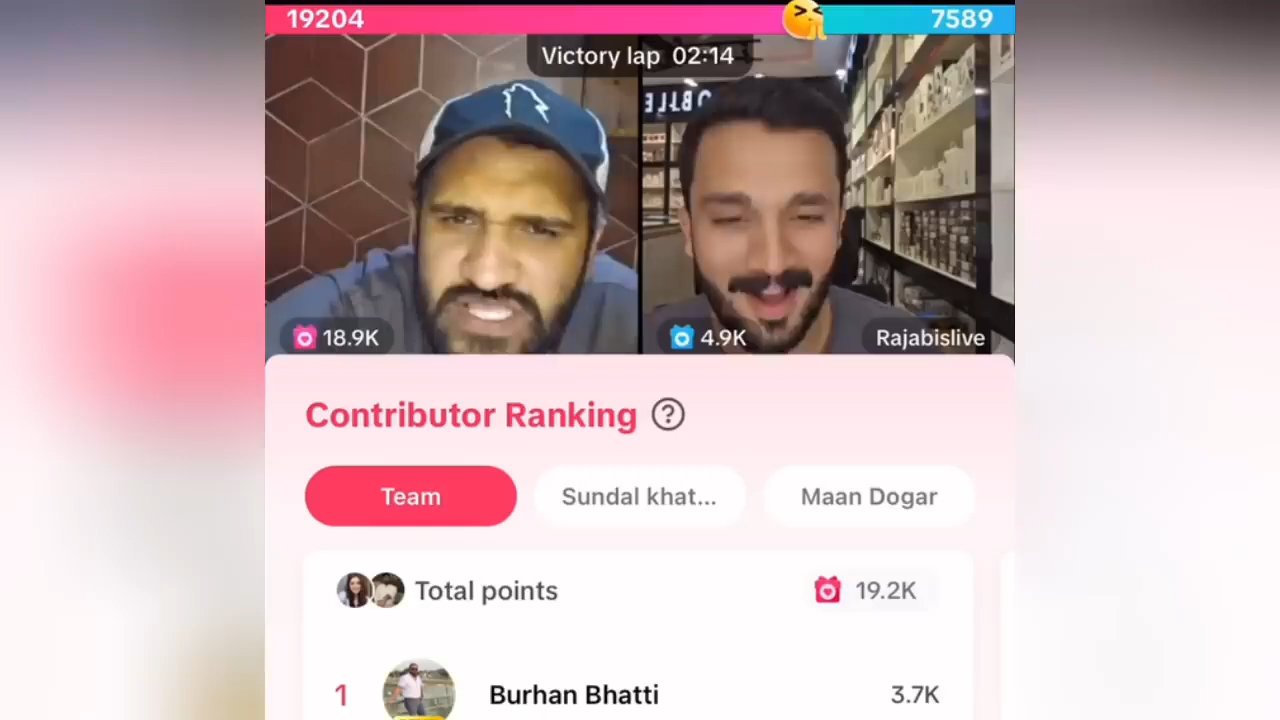 19204 7589
Victory lap 02:14
18.9K 4.9K Rajabislive
Contributor Ranking ?
Team Sundal khat... Maan Dogar
Total points 19.2K
1 Burhan Bhatti 3.7K